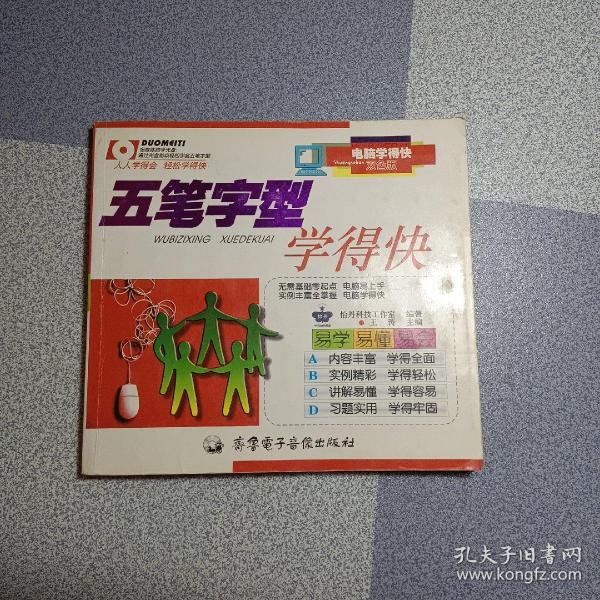 DUOMEITI
人人学得会 轻松学得快
电脑学得快
双色版
五笔字型
WUBIZIXING XUEDEKUAI
学得快
无需基础零起点 电脑易上手
实例丰富全掌握 电脑学得快
怡丹科技工作室 编著
主编
易学 易懂 易会
A 内容丰富 学得全面
B 实例精彩 学得轻松
C 讲解易懂 学得容易
D 习题实用 学得牢固
齐鲁電子音像出版社
孔夫子旧书网
www.kongfz.com